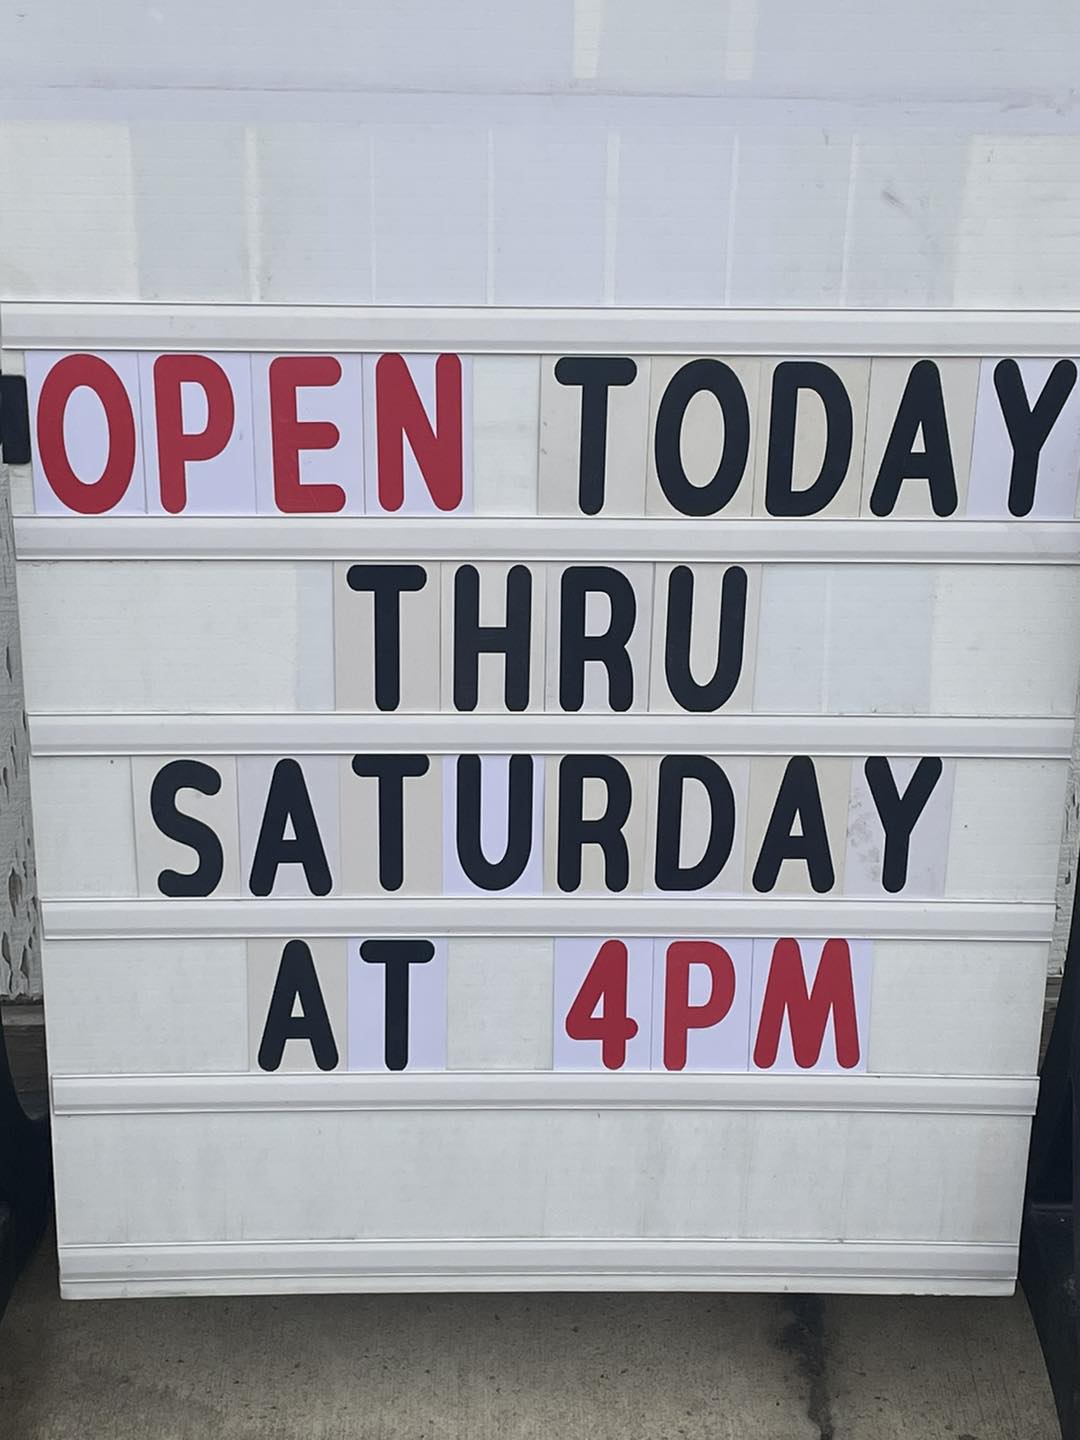 OPEN TODAY
THRU
SATURDAY
AT 4PM